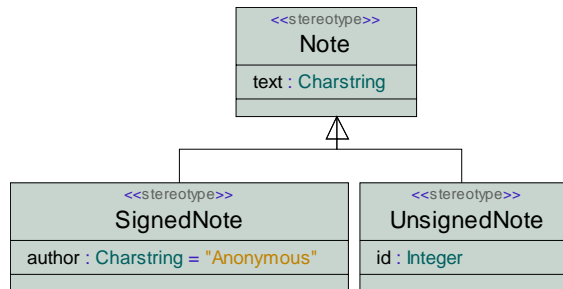 <<stereotype>>
Note
text : Charstring
<<stereotype>>
SignedNote
author : Charstring = "Anonymous"
<<stereotype>>
UnsignedNote
id : Integer